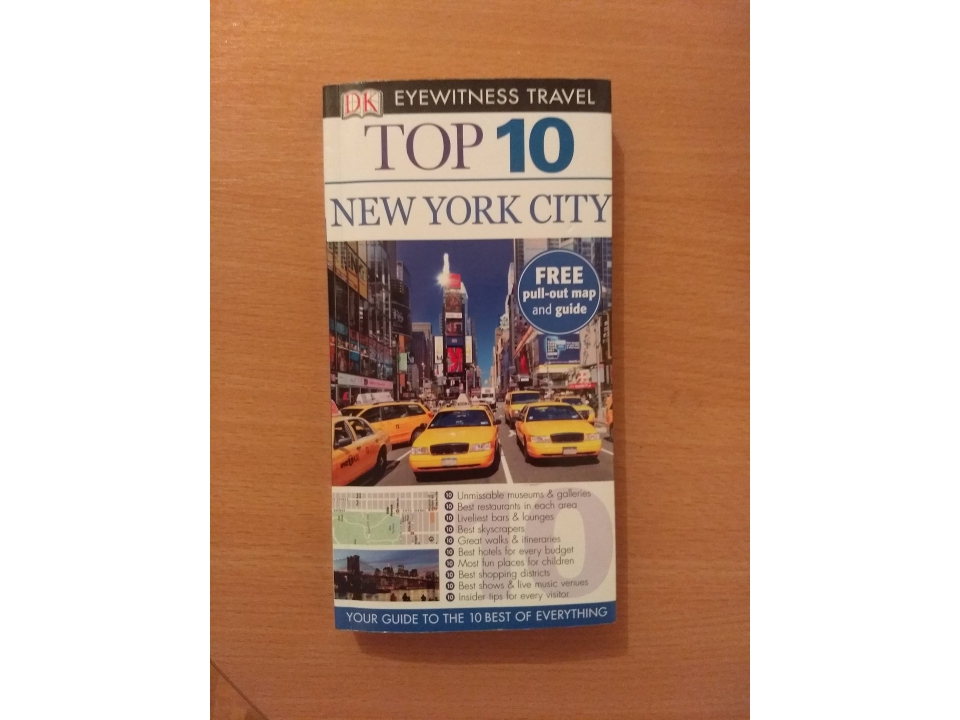 DK EYEWITNESS TRAVEL
TOP 10
NEW YORK CITY
FREE
pull-out map
and guide
Unmissable museums & galleries
Best restaurants in each area
Liveliest bars & lounges
Best skyscrapers
Great walks & itineraries
Best hotels for every budget
Most fun places for children
Best shopping districts
Best shows & live music venues
Insider tips for every visitor
YOUR GUIDE TO THE 10 BEST OF EVERYTHING